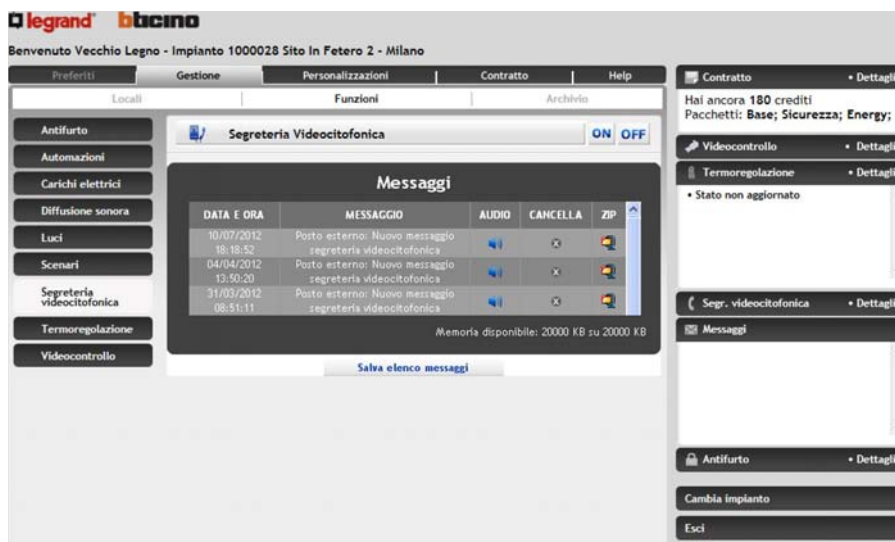 legrand bticino
Benvenuto Vecchio Legno - Impianto 1000028 Sito In Fetero 2 - Milano
Preferiti Gestione Personalizzazioni Contratto Help
Locali Funzioni Archivio
Antifurto
Automazioni
Carichi elettrici
Diffusione sonora
Luci
Scenari
Segreteria
videocitofonica
Termoregolazione
Videocontrollo
Segreteria Videocitofonica ON OFF
Messaggi
DATA E ORA MESSAGGIO AUDIO CANCELLA ZIP
10/07/2012 Posto esterno: Nuovo messaggio
18:18:52 segreteria videocitofonica
04/04/2012 Posto esterno: Nuovo messaggio
13:50:20 segreteria videocitofonica
31/03/2012 Posto esterno: Nuovo messaggio
08:51:11 segreteria videocitofonica
Memoria disponibile: 20000 KB su 20000 KB
Salva elenco messaggi
Contratto • Dettagli
Hai ancora 180 crediti
Pacchetti: Base; Sicurezza; Energy;
Videocontrollo • Dettagli
Termoregolazione • Dettagli
• Stato non aggiornato
Segr. videocitofonica • Dettagli
Messaggi
Antifurto • Dettagli
Cambia impianto
Esci